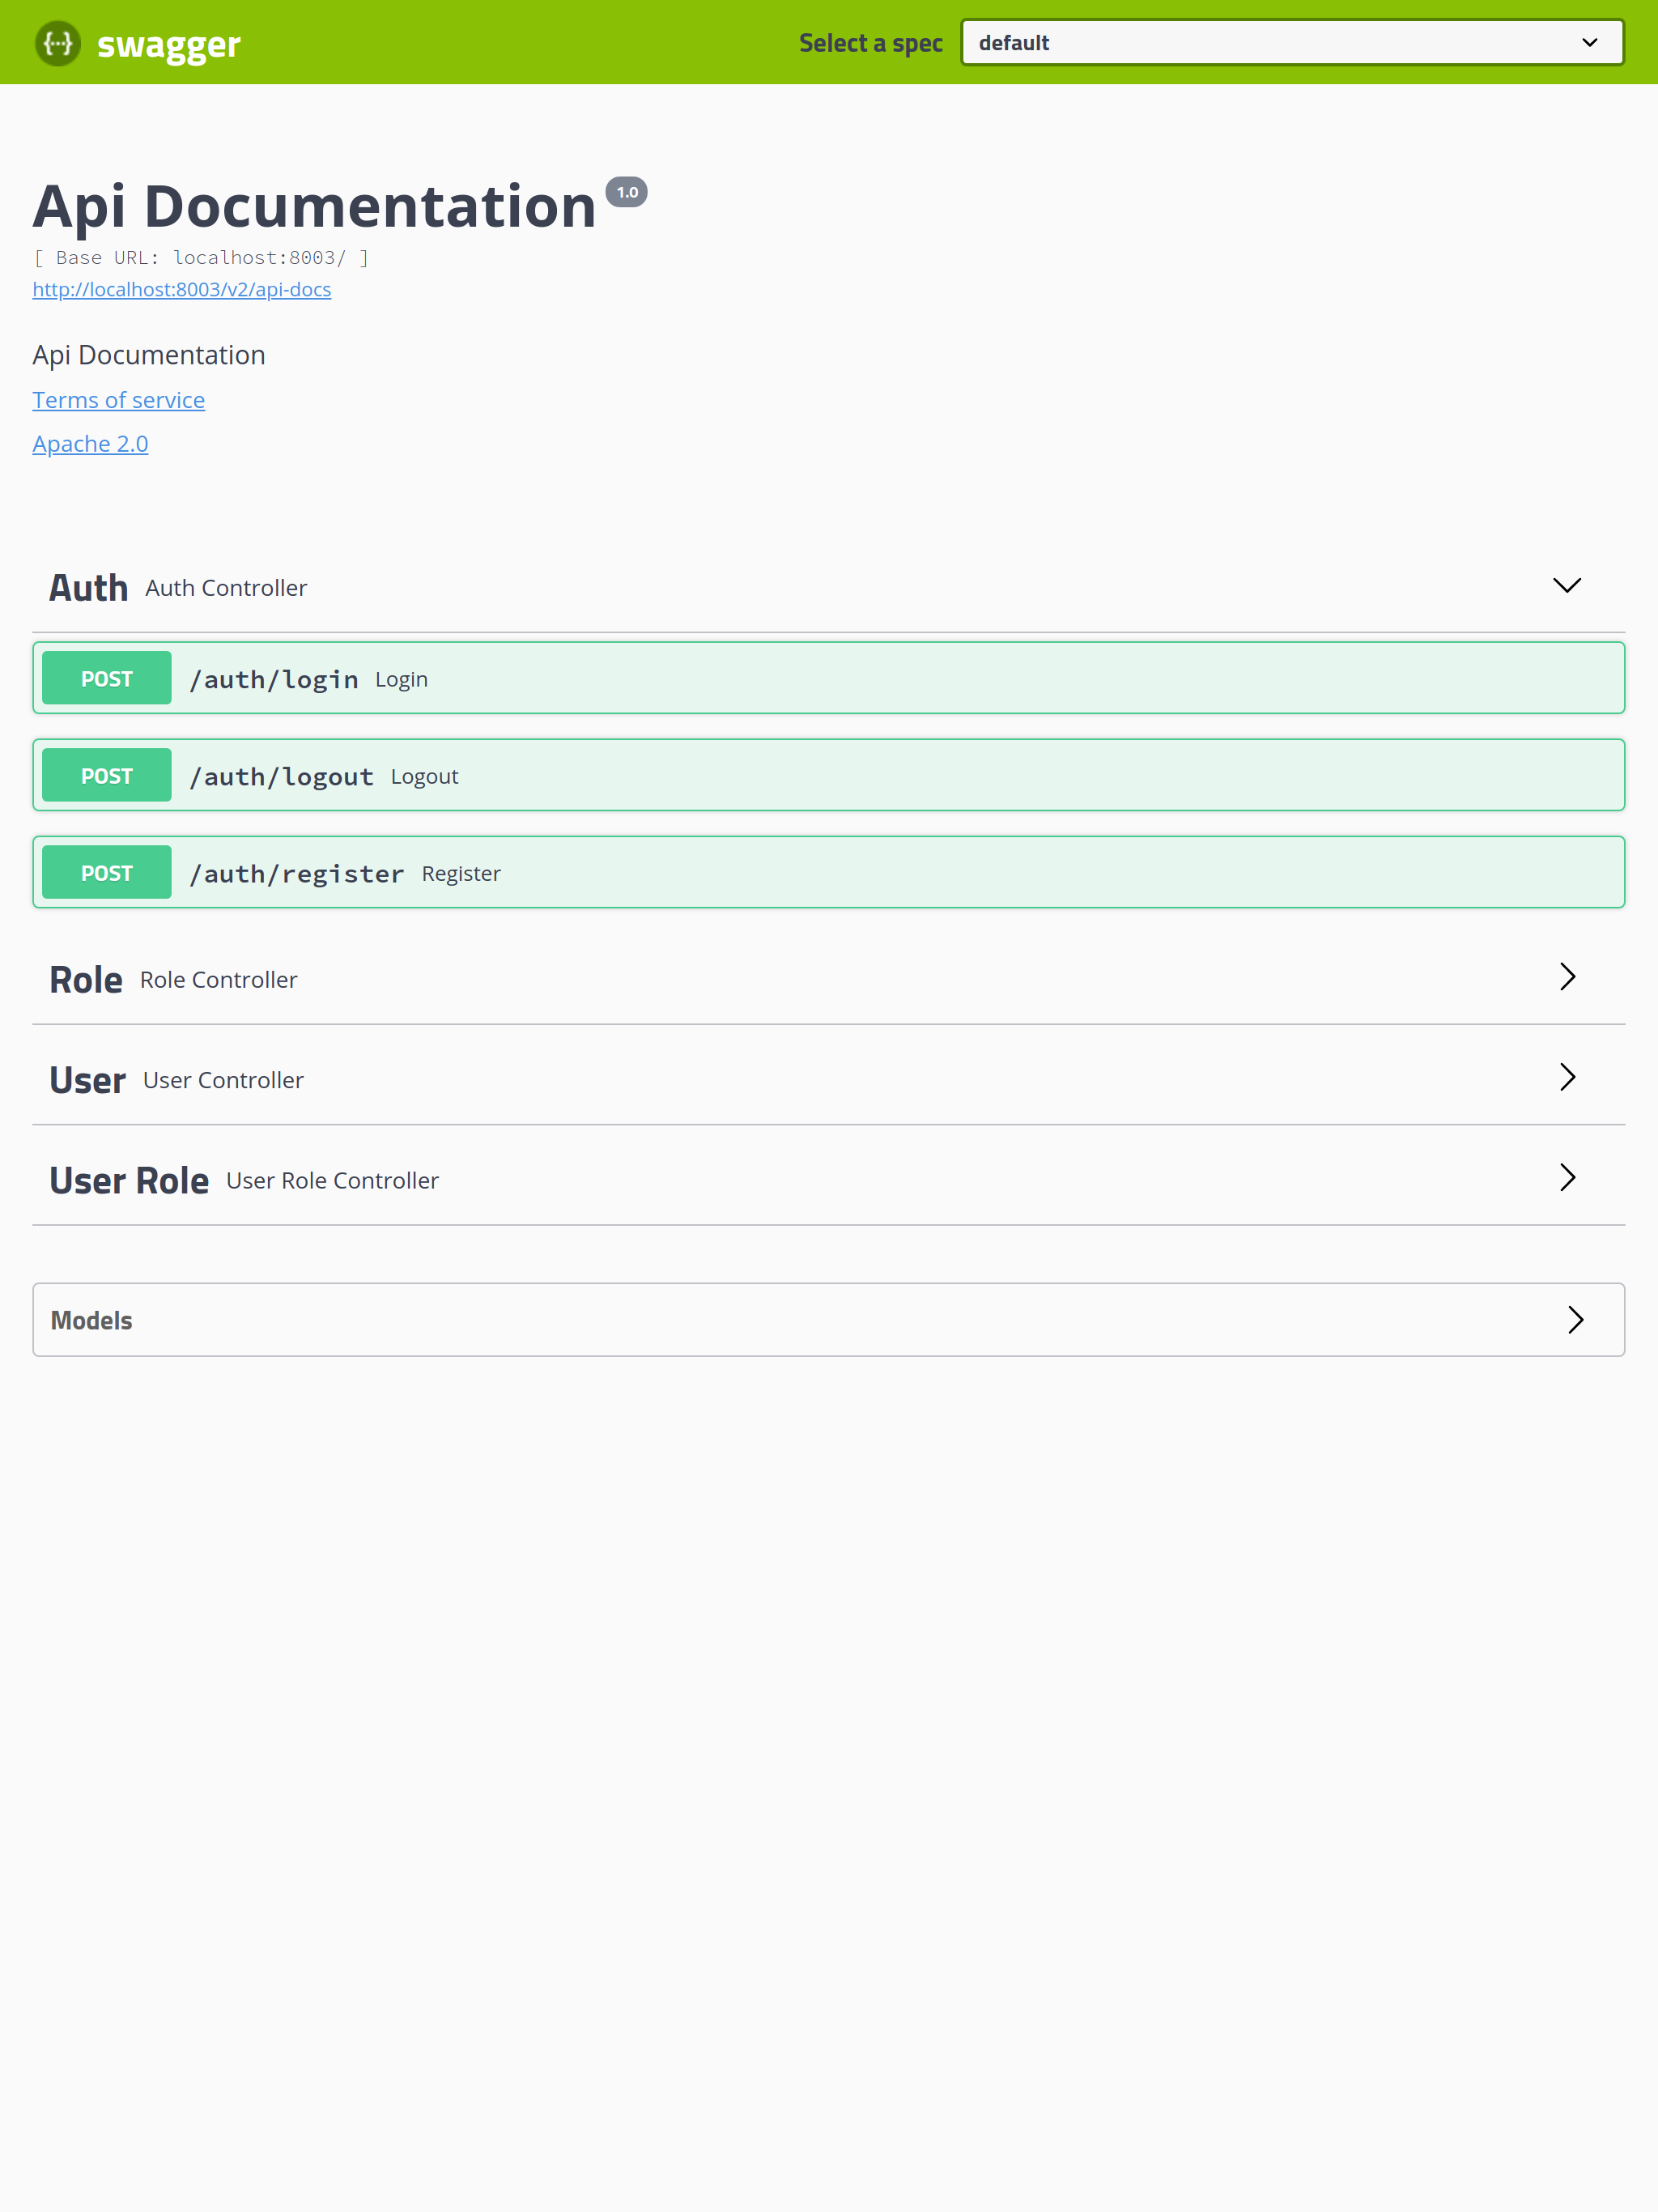 swagger
Select a spec default
Api Documentation 1.0
[ Base URL: localhost:8003/ ]
http://localhost:8003/v2/api-docs
Api Documentation
Terms of service
Apache 2.0
Auth Auth Controller
POST /auth/login Login
POST /auth/logout Logout
POST /auth/register Register
Role Role Controller
User User Controller
User Role User Role Controller
Models